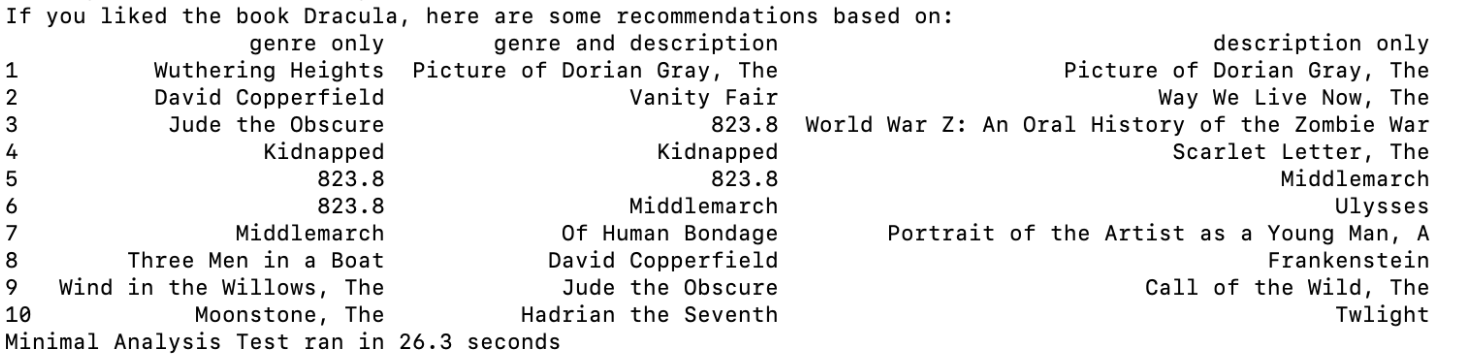 If you liked the book Dracula, here are some recommendations based on:
genre only genre and description description only
1 Wuthering Heights Picture of Dorian Gray, The Picture of Dorian Gray, The
2 David Copperfield Vanity Fair Way We Live Now, The
3 Jude the Obscure 823.8 World War Z: An Oral History of the Zombie War
4 Kidnapped Kidnapped Scarlet Letter, The
5 823.8 823.8 Middlemarch
6 823.8 Middlemarch Ulysses
7 Middlemarch Of Human Bondage Portrait of the Artist as a Young Man, A
8 Three Men in a Boat David Copperfield Frankenstein
9 Wind in the Willows, The Jude the Obscure Call of the Wild, The
10 Moonstone, The Hadrian the Seventh Twlight
Minimal Analysis Test ran in 26.3 seconds